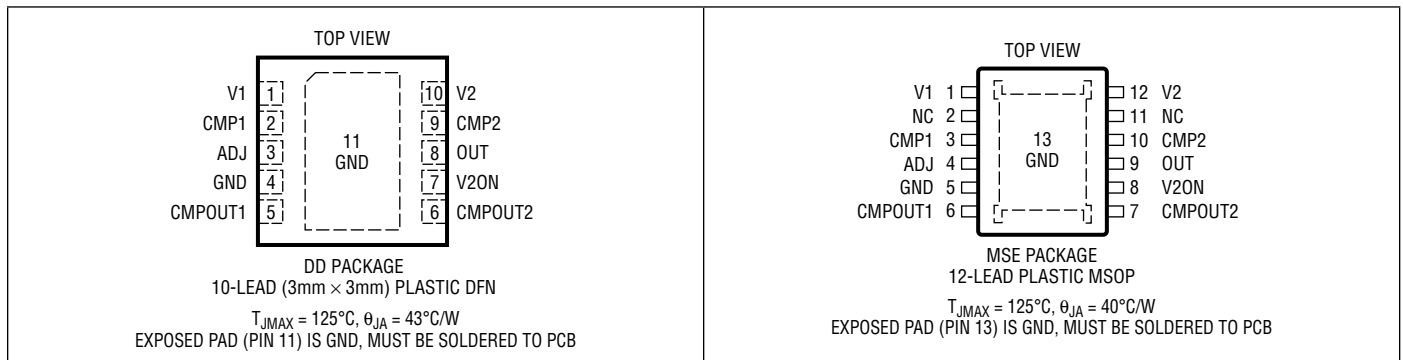 TOP VIEW
V1 1
CMP1 2
ADJ 3
GND 4
CMPOUT1 5
11
GND
10 V2
9 CMP2
8 OUT
7 V2ON
6 CMPOUT2
DD PACKAGE
10-LEAD (3mm × 3mm) PLASTIC DFN
TJMAX = 125°C, θJA = 43°C/W
EXPOSED PAD (PIN 11) IS GND, MUST BE SOLDERED TO PCB
TOP VIEW
V1 1
NC 2
CMP1 3
ADJ 4
GND 5
CMPOUT1 6
13
GND
12 V2
11 NC
10 CMP2
9 OUT
8 V2ON
7 CMPOUT2
MSE PACKAGE
12-LEAD PLASTIC MSOP
TJMAX = 125°C, θJA = 40°C/W
EXPOSED PAD (PIN 13) IS GND, MUST BE SOLDERED TO PCB